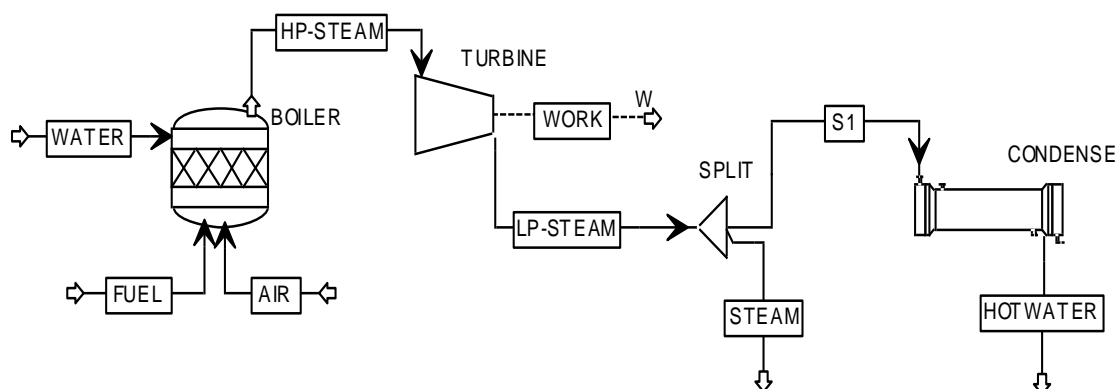 HP-STEAM
TURBINE
BOILER
WATER
WORK
W
S1
CONDENSE
SPLIT
LP-STEAM
FUEL
AIR
STEAM
HOTWATER